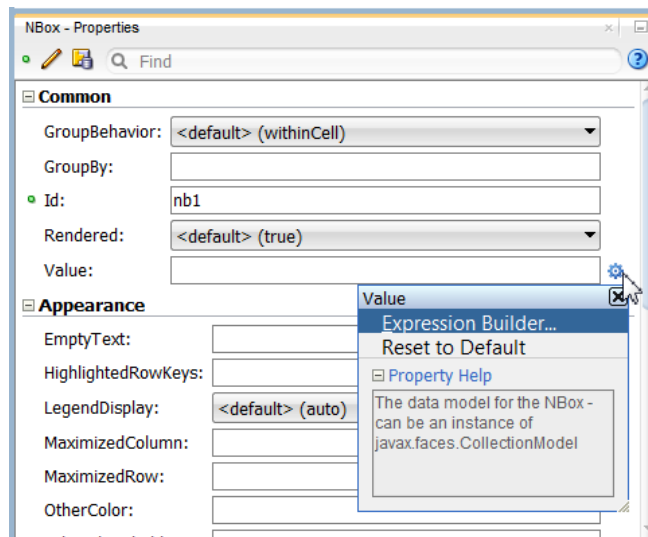 NBox - Properties
Find
Common
GroupBehavior: <default> (withinCell)
GroupBy:
Id: nb1
Rendered: <default> (true)
Value:
Value
Expression Builder...
Reset to Default
Property Help
The data model for the NBox -
can be an instance of
javax.faces.CollectionModel
Appearance
EmptyText:
HighlightedRowKeys:
LegendDisplay: <default> (auto)
MaximizedColumn:
MaximizedRow:
OtherColor: